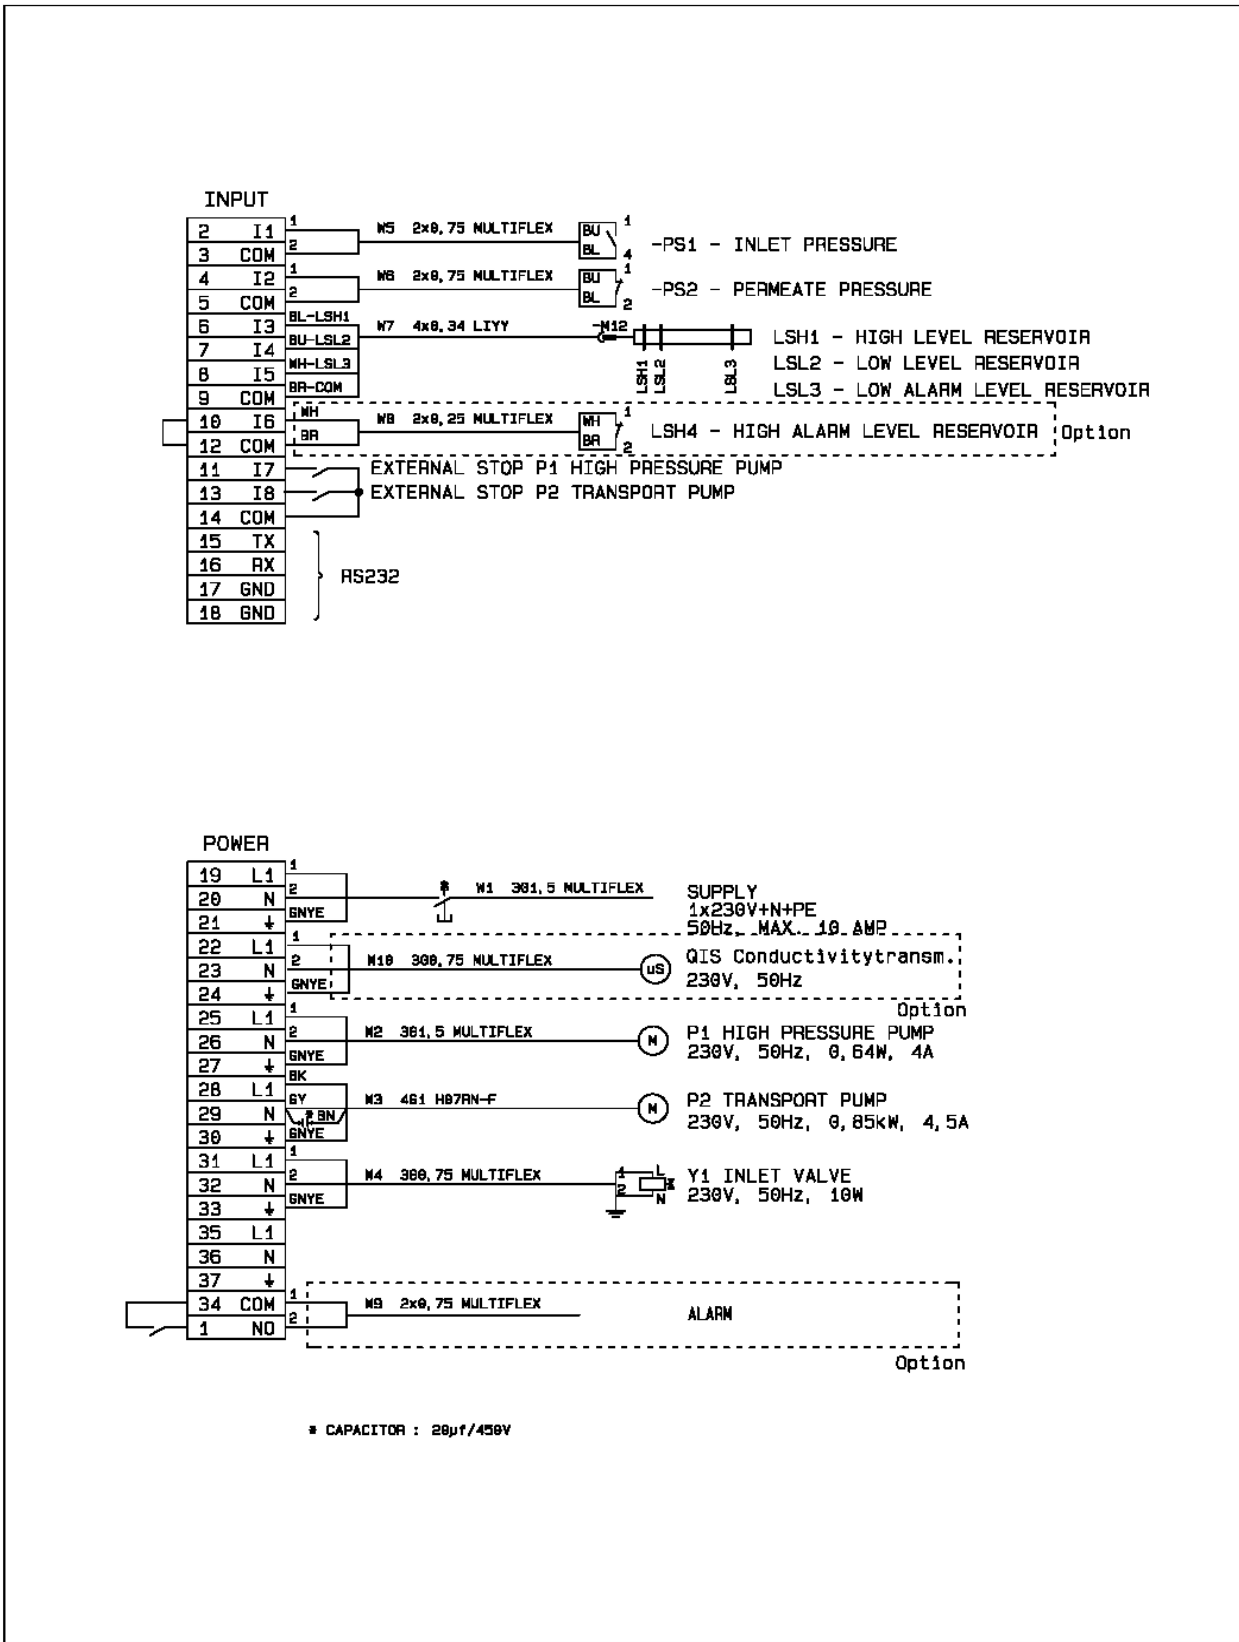 INPUT
2 I1 1 W5 2x0,75 MULTIFLEX BU 1
3 COM 2 BL 4 -PS1 - INLET PRESSURE
4 I2 1 W6 2x0,75 MULTIFLEX BU 1
5 COM 2 BL 2 -PS2 - PERMEATE PRESSURE
6 I3 BL-LSH1 W7 4x0,34 LIYY -M12 LSH1 - HIGH LEVEL RESERVOIR
7 I4 BU-LSL2 LSH1 LSL2 LSL3 LSL2 - LOW LEVEL RESERVOIR
8 I5 WH-LSL3 LSL3 - LOW ALARM LEVEL RESERVOIR
9 COM BR-COM
10 I6 WH W8 2x0,25 MULTIFLEX WH 1
12 COM BR BR 2 LSH4 - HIGH ALARM LEVEL RESERVOIR Option
11 I7 EXTERNAL STOP P1 HIGH PRESSURE PUMP
13 I8 EXTERNAL STOP P2 TRANSPORT PUMP
14 COM
15 TX
16 RX RS232
17 GND
18 GND
POWER
19 L1 1
20 N 2 * W1 3G1,5 MULTIFLEX SUPPLY
21 GNYE 1x230V+N+PE
50Hz, MAX. 10 AMP
22 L1 1
23 N 2 W10 3G0,75 MULTIFLEX uS QIS Conductivitytransm.
24 GNYE 230V, 50Hz
Option
25 L1 1
26 N 2 W2 3G1,5 MULTIFLEX M P1 HIGH PRESSURE PUMP
27 GNYE 230V, 50Hz, 0,64W, 4A
28 L1 BK
29 N GY W3 4G1 H07RN-F M P2 TRANSPORT PUMP
* BN
30 GNYE 230V, 50Hz, 0,85kW, 4,5A
31 L1 1
32 N 2 W4 3G0,75 MULTIFLEX 1 L * Y1 INLET VALVE
33 GNYE 2 N 230V, 50Hz, 10W
35 L1
36 N
37
34 COM 1 W9 2x0,75 MULTIFLEX ALARM
1 NO 2
Option
* CAPACITOR : 20µf/450V